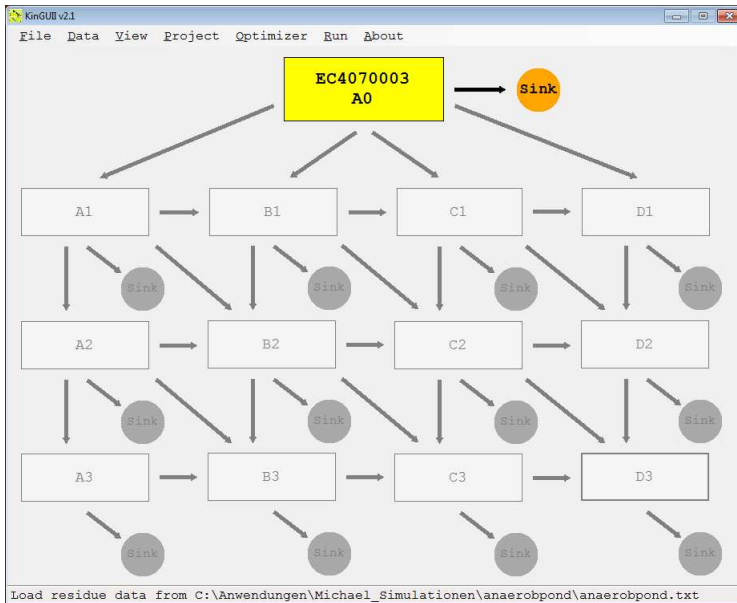 KinGUII v2.1
File Data View Project Optimizer Run About
EC4070003
A0
Sink
A1 B1 C1 D1
Sink Sink Sink Sink
A2 B2 C2 D2
Sink Sink Sink Sink
A3 B3 C3 D3
Sink Sink Sink Sink
Load residue data from C:\Anwendungen\Michael_Simulationen\anaerobpond\anaerobpond.txt